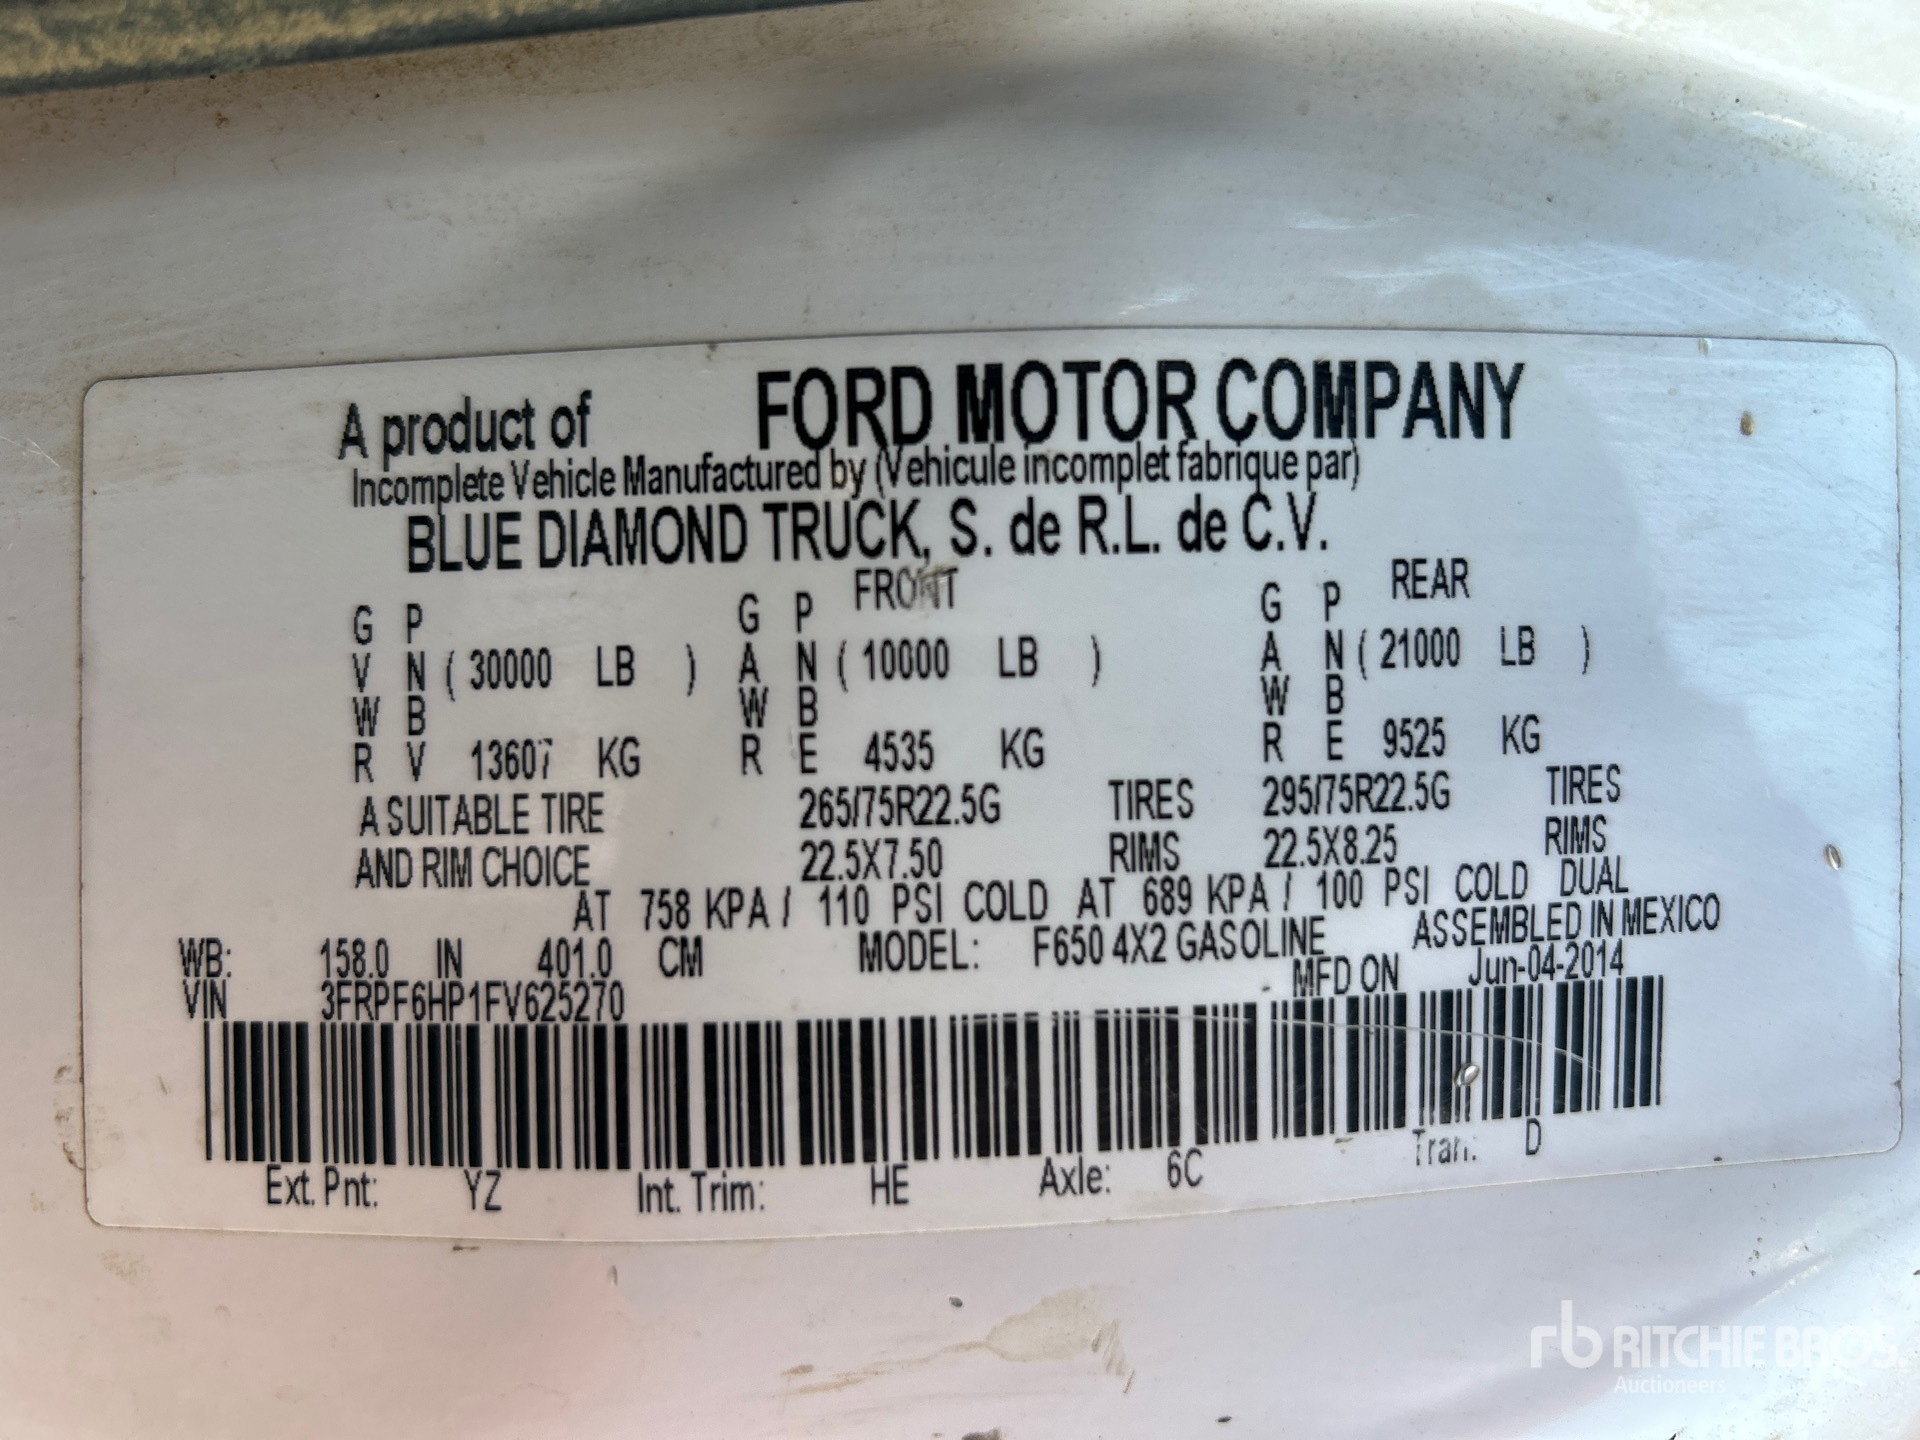 A product of FORD MOTOR COMPANY
Incomplete Vehicle Manufactured by (Vehicule incomplet fabrique par)
BLUE DIAMOND TRUCK, S. de R.L. de C.V.
FRONT REAR
G P G P G P
V N ( 30000 LB ) A N ( 10000 LB ) A N ( 21000 LB )
W B W B W B
R V 13607 KG R E 4535 KG R E 9525 KG
A SUITABLE TIRE 265/75R22.5G TIRES 295/75R22.5G TIRES
AND RIM CHOICE 22.5X7.50 RIMS 22.5X8.25 RIMS
AT 758 KPA / 110 PSI COLD AT 689 KPA / 100 PSI COLD DUAL
WB: 158.0 IN 401.0 CM MODEL: F650 4X2 GASOLINE ASSEMBLED IN MEXICO
VIN 3FRPF6HP1FV625270 MFD ON Jun-04-2014
Ext. Pnt: YZ Int. Trim: HE Axle: 6C Tran: D
rb RITCHIE BROS.
Auctioneers